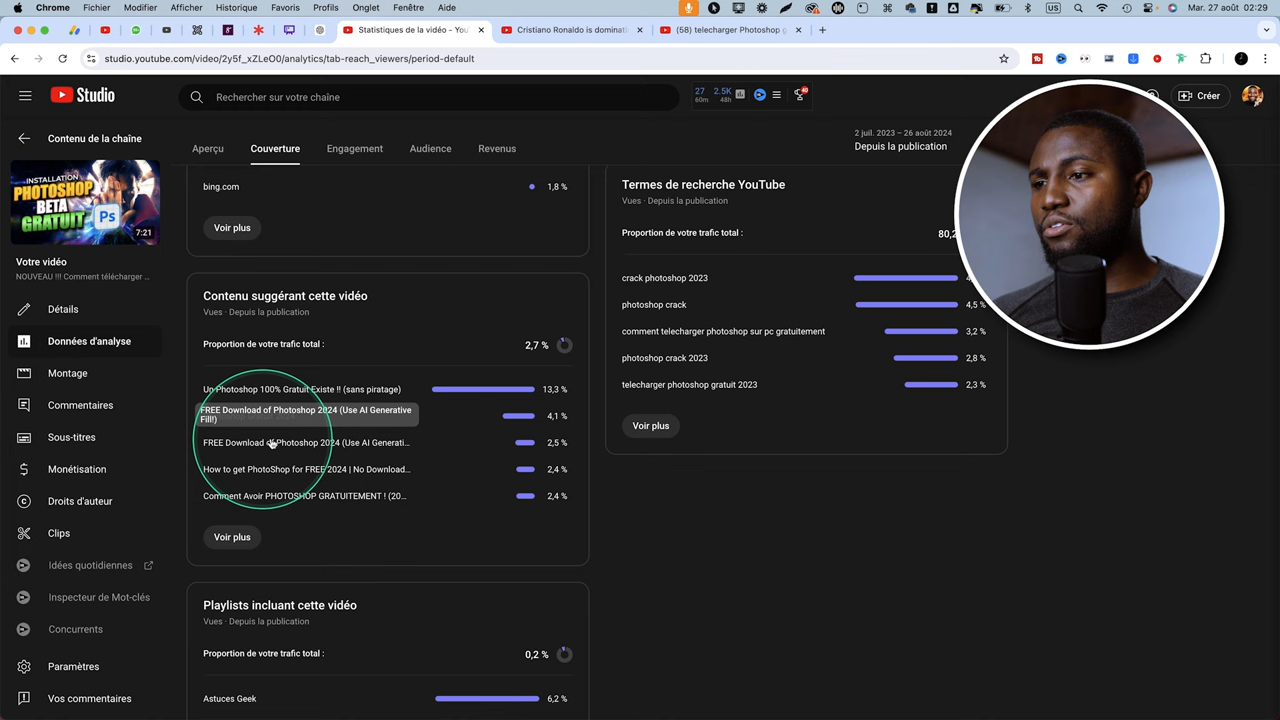 Chrome Fichier Modifier Afficher Historique Favoris Profils Onglet Fenêtre Aide
US
Mar. 27 août 02:29
Statistiques de la vidéo - You
Cristiano Ronaldo is dominat
(58) telecharger Photoshop g
studio.youtube.com/video/2y5f_xZLeO0/analytics/tab-reach_viewers/period-default
Studio
Rechercher sur votre chaîne
27
60m
2.5K
48h
40
Créer
Contenu de la chaîne
Aperçu
Couverture
Engagement
Audience
Revenus
2 juil. 2023 – 26 août 2024
Depuis la publication
INSTALLATION
PHOTOSHOP
BETA
GRATUIT
Ps
7:21
Votre vidéo
NOUVEAU !!! Comment télécharger ...
Détails
Données d'analyse
Montage
Commentaires
Sous-titres
Monétisation
Droits d'auteur
Clips
Idées quotidiennes
Inspecteur de Mot-clés
Concurrents
Paramètres
Vos commentaires
bing.com 1,8 %
Voir plus
Contenu suggérant cette vidéo
Vues · Depuis la publication
Proportion de votre trafic total : 2,7 %
Un Photoshop 100% Gratuit Existe !! (sans piratage) 13,3 %
FREE Download of Photoshop 2024 (Use AI Generative
Fill!) 4,1 %
FREE Download of Photoshop 2024 (Use AI Generati... 2,5 %
How to get PhotoShop for FREE 2024 | No Download... 2,4 %
Comment Avoir PHOTOSHOP GRATUITEMENT ! (20... 2,4 %
Voir plus
Playlists incluant cette vidéo
Vues · Depuis la publication
Proportion de votre trafic total : 0,2 %
Astuces Geek 6,2 %
Termes de recherche YouTube
Vues · Depuis la publication
Proportion de votre trafic total : 80,2
crack photoshop 2023
photoshop crack 4,5 %
comment telecharger photoshop sur pc gratuitement 3,2 %
photoshop crack 2023 2,8 %
telecharger photoshop gratuit 2023 2,3 %
Voir plus